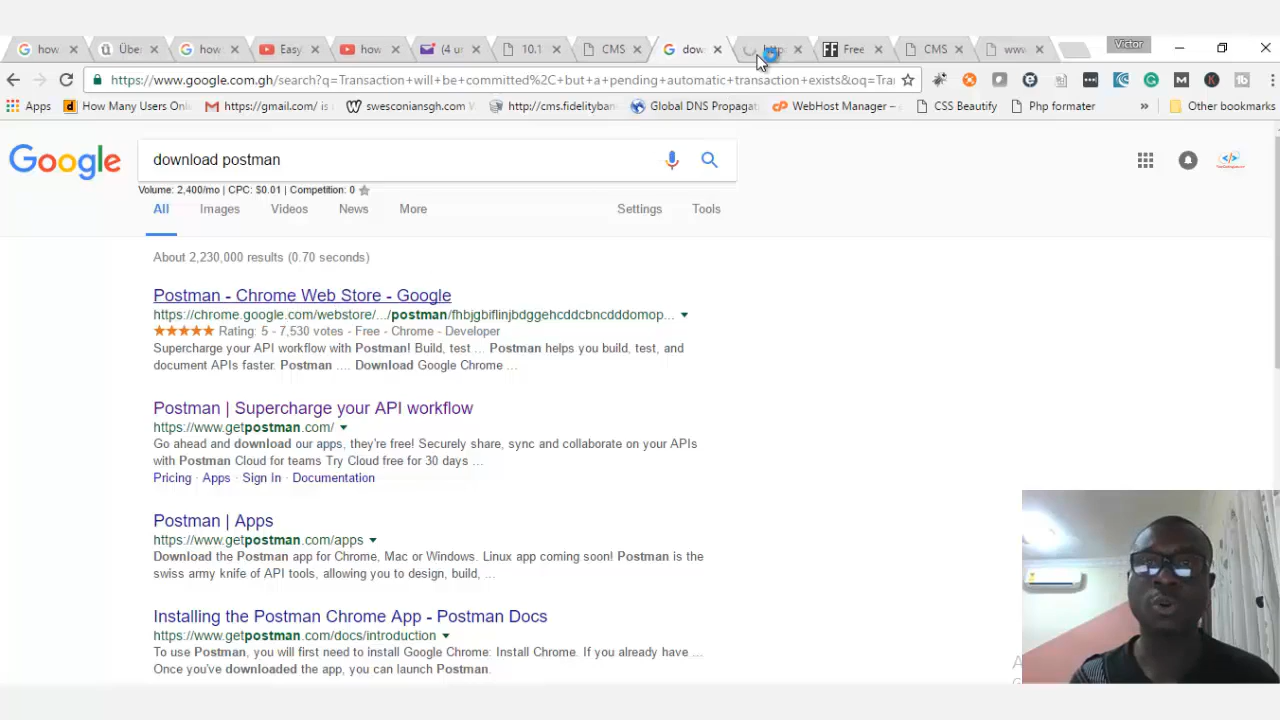 how
Übe
how
Easy
how
(4 u
10.1
CMS
dow
http
Free
CMS
www
Victor
https://www.google.com.gh/search?q=Transaction+will+be+committed%2C+but+a+pending+automatic+transaction+exists&oq=Tra
Apps
How Many Users Onl
https://gmail.com/ is
swesconiansgh.com
http://cms.fidelityban
Global DNS Propagat
WebHost Manager –
CSS Beautify
Php formater
»
Other bookmarks
Google
download postman
Volume: 2,400/mo | CPC: $0.01 | Competition: 0
All Images Videos News More Settings Tools
About 2,230,000 results (0.70 seconds)
Postman - Chrome Web Store - Google
https://chrome.google.com/webstore/.../postman/fhbjgbiflinjbdggehcddcbncdddomop...
Rating: 5 - 7,530 votes - Free - Chrome - Developer
Supercharge your API workflow with Postman! Build, test ... Postman helps you build, test, and
document APIs faster. Postman .... Download Google Chrome ...
Postman | Supercharge your API workflow
https://www.getpostman.com/
Go ahead and download our apps, they're free! Securely share, sync and collaborate on your APIs
with Postman Cloud for teams Try Cloud free for 30 days ...
Pricing · Apps · Sign In · Documentation
Postman | Apps
https://www.getpostman.com/apps
Download the Postman app for Chrome, Mac or Windows. Linux app coming soon! Postman is the
swiss army knife of API tools, allowing you to design, build, ...
Installing the Postman Chrome App - Postman Docs
https://www.getpostman.com/docs/introduction
To use Postman, you will first need to install Google Chrome: Install Chrome. If you already have ...
Once you've downloaded the app, you can launch Postman.